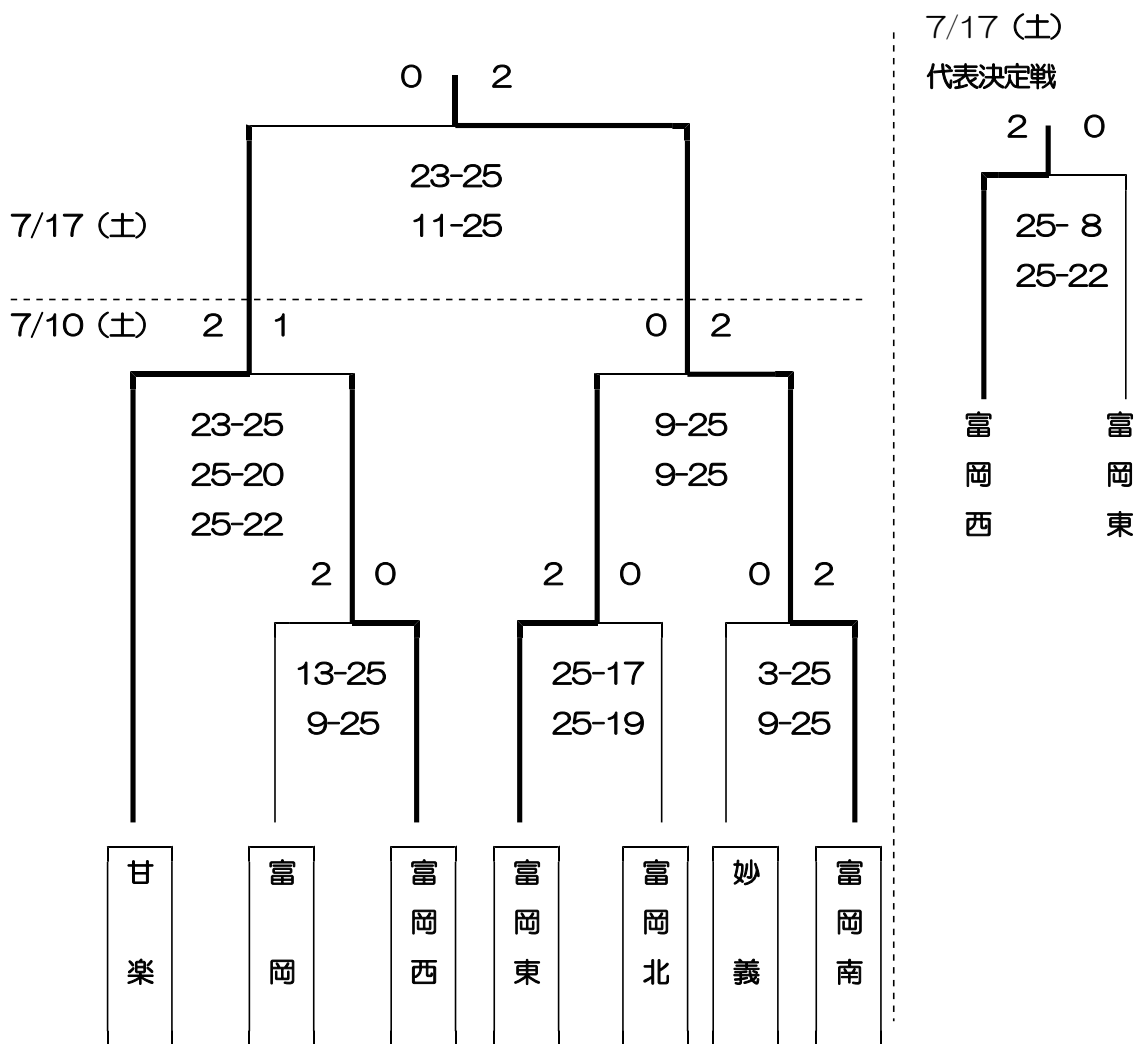 7/17（土）
代表決定戦
0 2
2 0
23-25
11-25
7/17（土）
25- 8
25-22
7/10（土） 2 1 0 2
23-25
25-20
25-22
9-25
9-25
富岡西
富岡東
2 0 2 0 0 2
13-25
9-25
25-17
25-19
3-25
9-25
甘楽
富岡
富岡西
富岡東
富岡北
妙義
富岡南